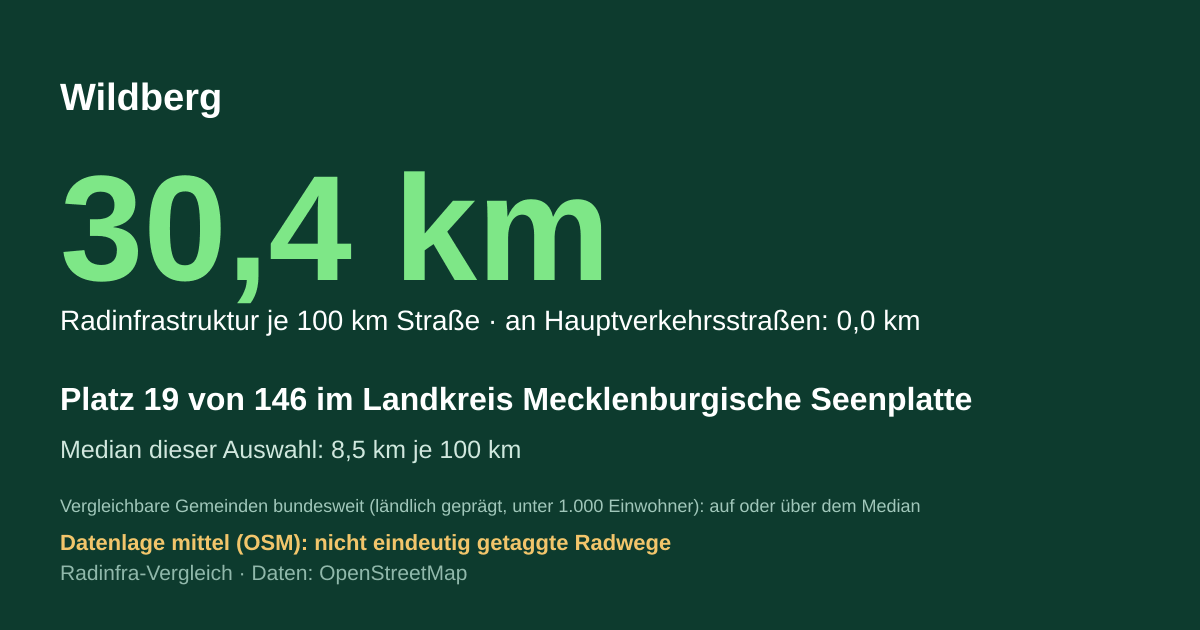 Wildberg
30,4 km
Radinfrastruktur je 100 km Straße · an Hauptverkehrsstraßen: 0,0 km
Platz 19 von 146 im Landkreis Mecklenburgische Seenplatte
Median dieser Auswahl: 8,5 km je 100 km
Vergleichbare Gemeinden bundesweit (ländlich geprägt, unter 1.000 Einwohner): auf oder über dem Median
Datenlage mittel (OSM): nicht eindeutig getaggte Radwege
Radinfra-Vergleich · Daten: OpenStreetMap